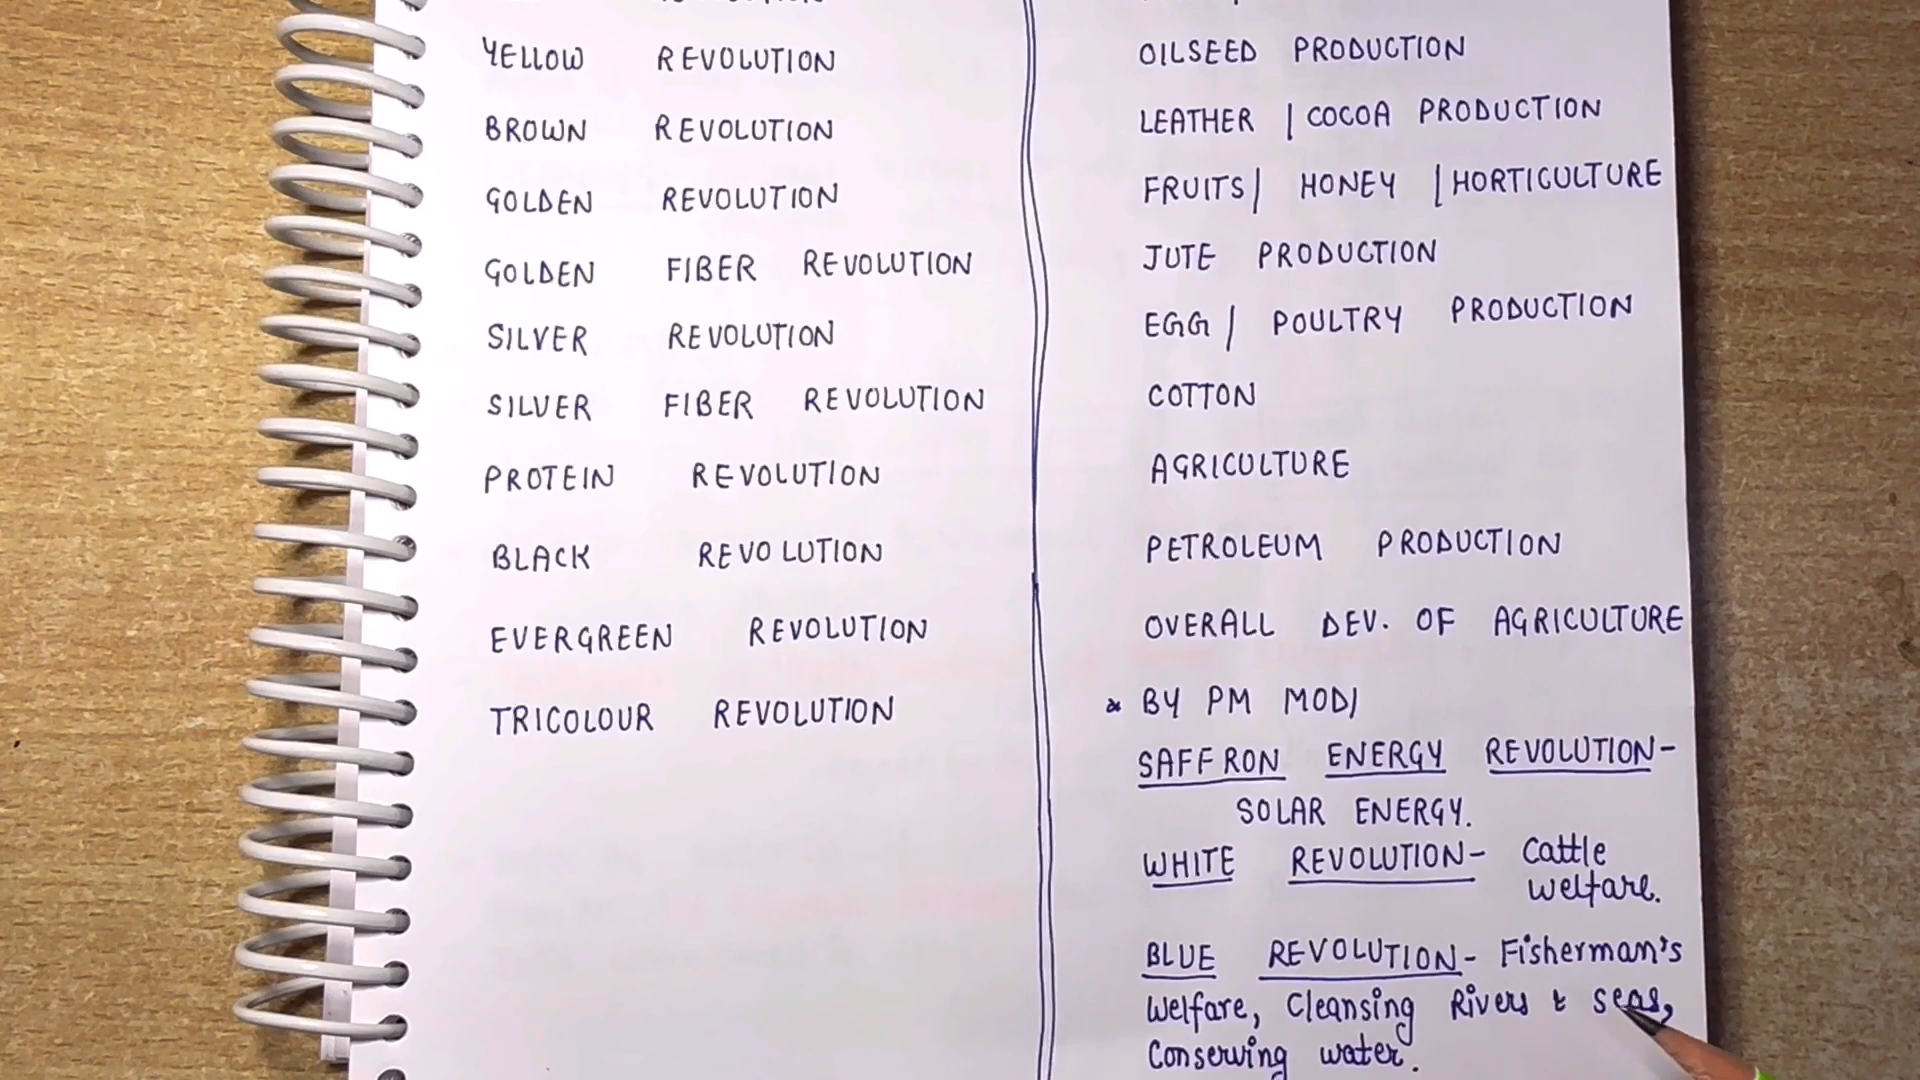 YELLOW REVOLUTION OILSEED PRODUCTION
BROWN REVOLUTION LEATHER | COCOA PRODUCTION
GOLDEN REVOLUTION FRUITS | HONEY | HORTICULTURE
GOLDEN FIBER REVOLUTION JUTE PRODUCTION
SILVER REVOLUTION EGG | POULTRY PRODUCTION
SILVER FIBER REVOLUTION COTTON
PROTEIN REVOLUTION AGRICULTURE
BLACK REVOLUTION PETROLEUM PRODUCTION
EVERGREEN REVOLUTION OVERALL DEV. OF AGRICULTURE
TRICOLOUR REVOLUTION * BY PM MODI
SAFFRON ENERGY REVOLUTION-
SOLAR ENERGY.
WHITE REVOLUTION- Cattle
welfare.
BLUE REVOLUTION- Fisherman's
Welfare, Cleansing Rivers & seas,
Conserving water.